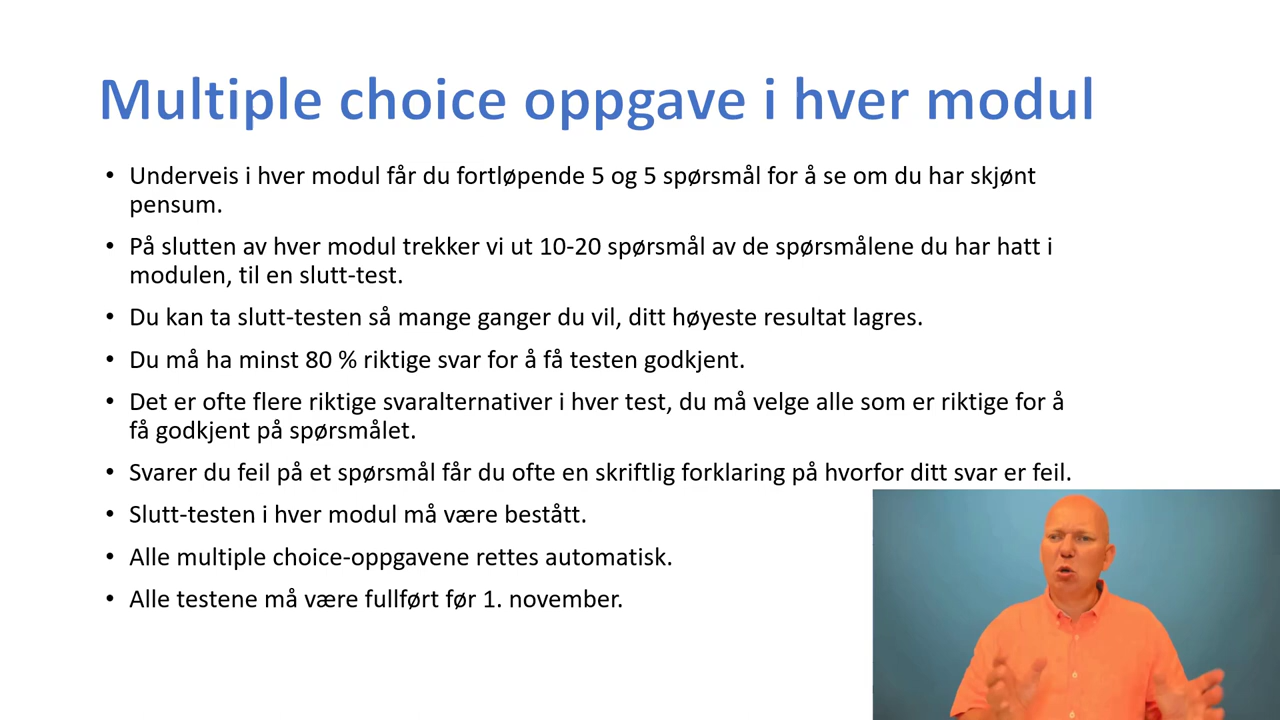 Multiple choice oppgave i hver modul
• Underveis i hver modul får du fortløpende 5 og 5 spørsmål for å se om du har skjønt
pensum.
• På slutten av hver modul trekker vi ut 10-20 spørsmål av de spørsmålene du har hatt i
modulen, til en slutt-test.
• Du kan ta slutt-testen så mange ganger du vil, ditt høyeste resultat lagres.
• Du må ha minst 80 % riktige svar for å få testen godkjent.
• Det er ofte flere riktige svaralternativer i hver test, du må velge alle som er riktige for å
få godkjent på spørsmålet.
• Svarer du feil på et spørsmål får du ofte en skriftlig forklaring på hvorfor ditt svar er feil.
• Slutt-testen i hver modul må være bestått.
• Alle multiple choice-oppgavene rettes automatisk.
• Alle testene må være fullført før 1. november.